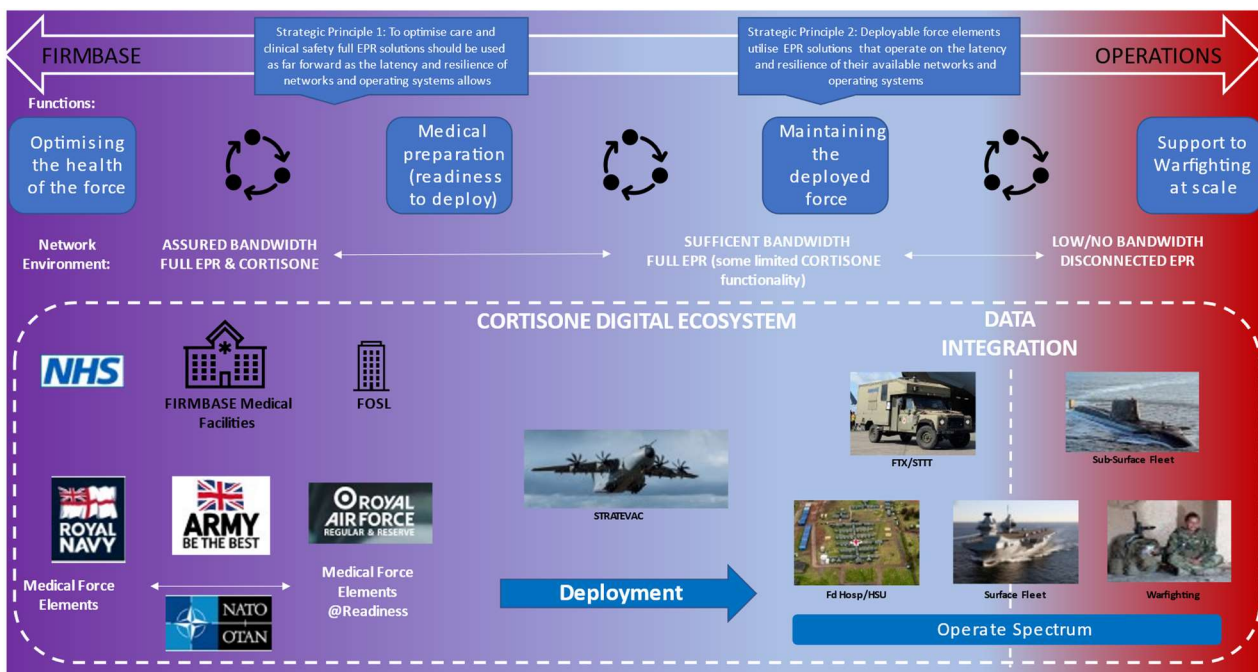 FIRMBASE
Strategic Principle 1: To optimise care and
clinical safety full EPR solutions should be used
as far forward as the latency and resilience of
networks and operating systems allows
Strategic Principle 2: Deployable force elements
utilise EPR solutions that operate on the latency
and resilience of their available networks and
operating systems
OPERATIONS
Functions:
Optimising
the health
of the force
Medical
preparation
(readiness
to deploy)
Maintaining
the
deployed
force
Support to
Warfighting
at scale
Network
Environment:
ASSURED BANDWIDTH
FULL EPR & CORTISONE
SUFFICENT BANDWIDTH
FULL EPR (some limited CORTISONE
functionality)
LOW/NO BANDWIDTH
DISCONNECTED EPR
CORTISONE DIGITAL ECOSYSTEM
DATA
INTEGRATION
NHS
FIRMBASE Medical
Facilities
FOSL
STRATEVAC
FTX/STTT
Sub-Surface Fleet
ROYAL
NAVY
ARMY
BE THE BEST
ROYAL
AIR FORCE
REGULAR & RESERVE
Medical Force
Elements
Medical Force
Elements
@Readiness
NATO
OTAN
Deployment
Fd Hosp/HSU
Surface Fleet
Warfighting
Operate Spectrum